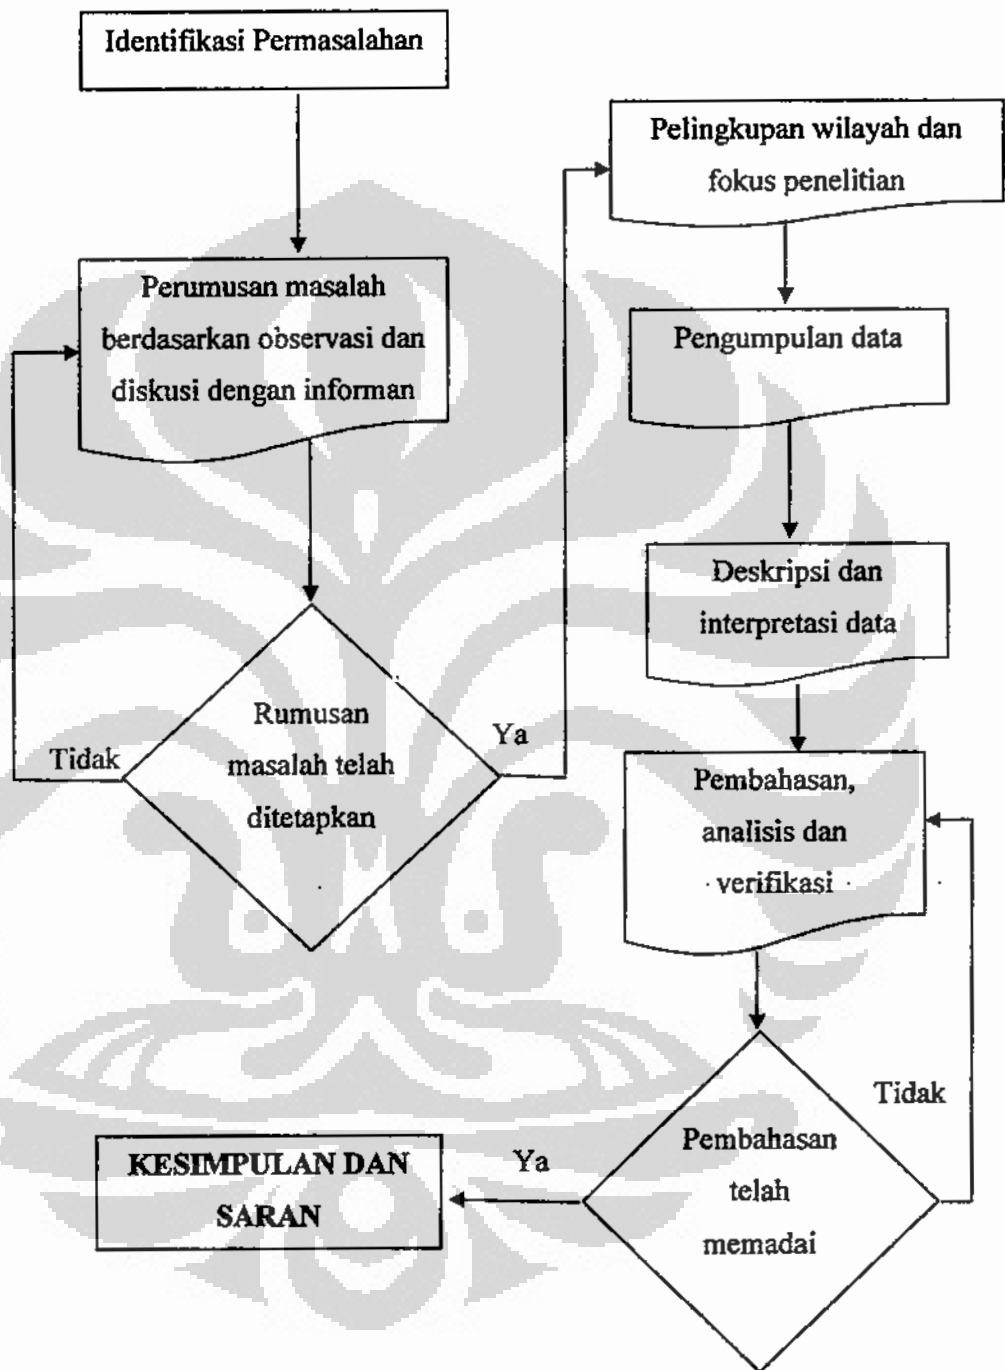 Identifikasi Permasalahan
Perumusan masalah
berdasarkan observasi dan
diskusi dengan informan
Rumusan
masalah telah
ditetapkan
Tidak
Ya
Pelingkupan wilayah dan
fokus penelitian
Pengumpulan data
Deskripsi dan
interpretasi data
Pembahasan,
analisis dan
verifikasi
Pembahasan
telah
memadai
Tidak
Ya
KESIMPULAN DAN
SARAN